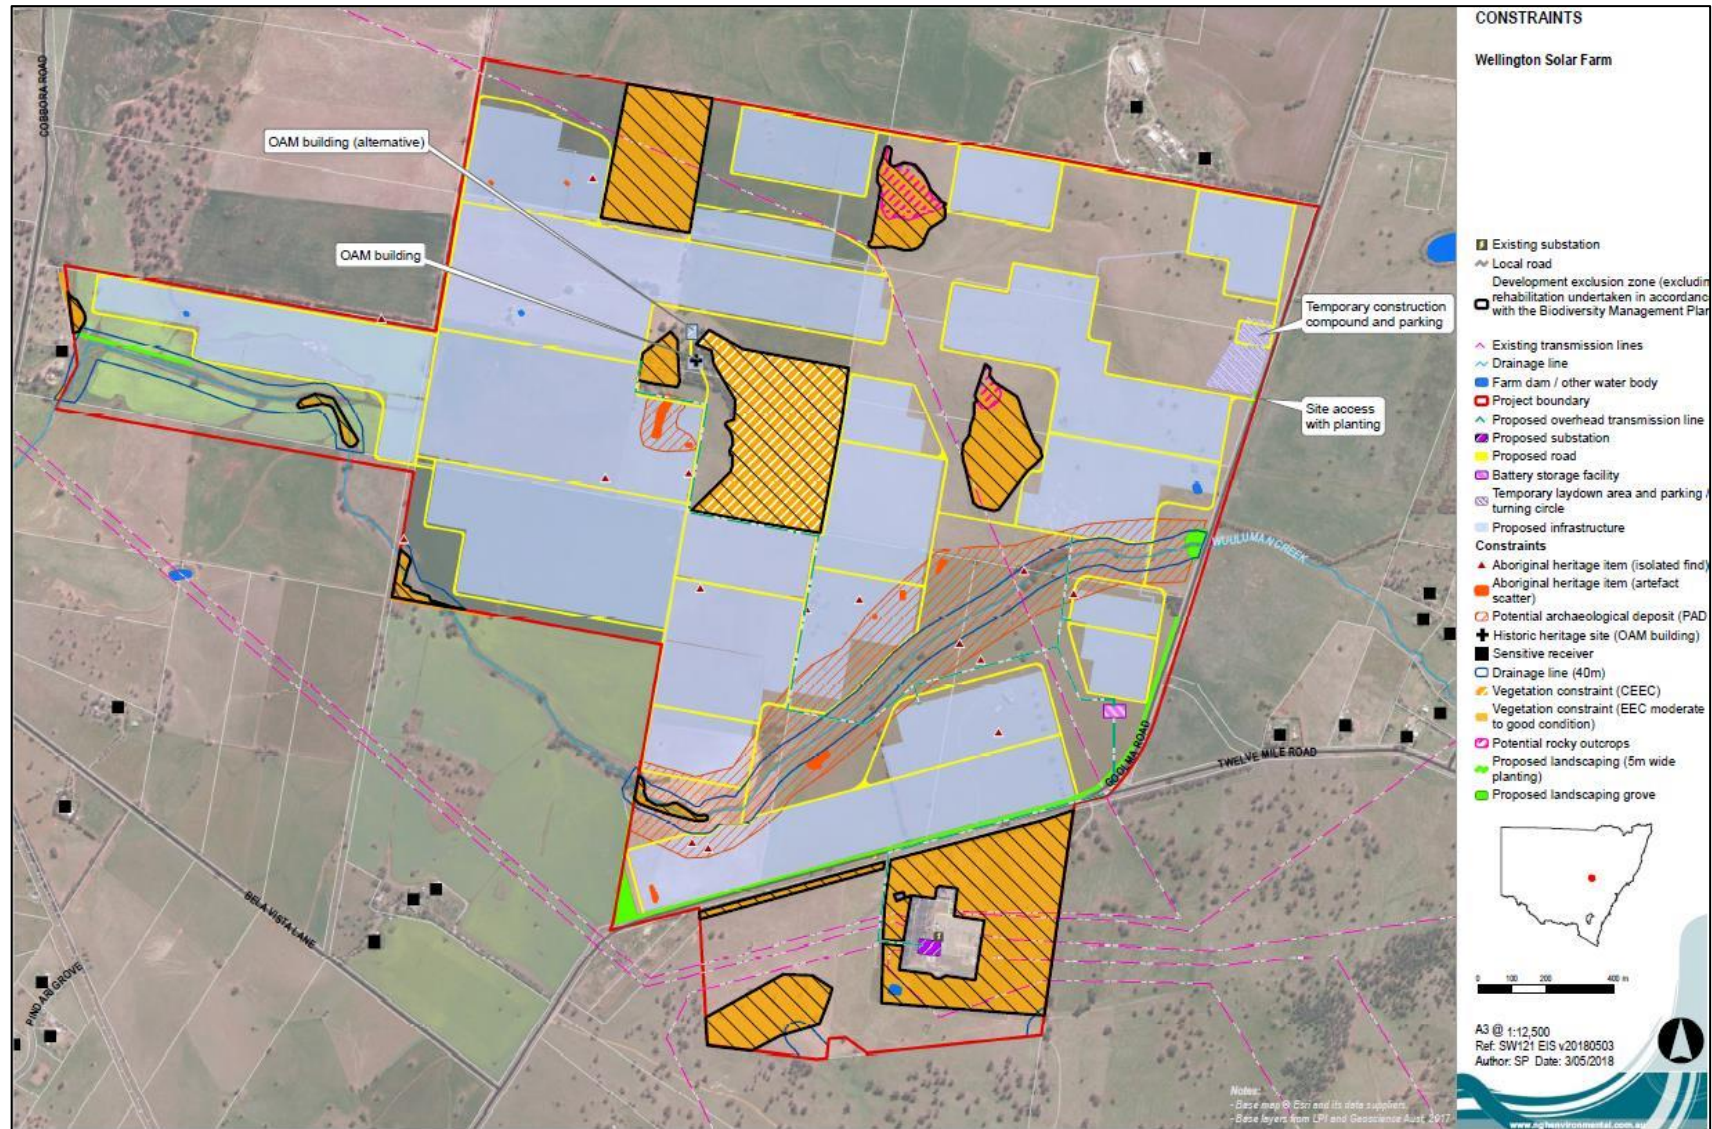 COBBORA ROAD
OAM building (alternative)
OAM building
Temporary construction
compound and parking
Site access
with planting
WUULUMAN CREEK
GOOLMA ROAD
TWELVE MILE ROAD
BELA VISTA LANE
PINDARI GROVE
Notes:
- Base map © Esri and its data suppliers.
- Base layers from LPI and Geoscience Aust, 2017
CONSTRAINTS
Wellington Solar Farm
Existing substation
Local road
Development exclusion zone (excludin
rehabilitation undertaken in accordanc
with the Biodiversity Management Plan
Existing transmission lines
Drainage line
Farm dam / other water body
Project boundary
Proposed overhead transmission line
Proposed substation
Proposed road
Battery storage facility
Temporary laydown area and parking /
turning circle
Proposed infrastructure
Constraints
Aboriginal heritage item (isolated find)
Aboriginal heritage item (artefact
scatter)
Potential archaeological deposit (PAD
Historic heritage site (OAM building)
Sensitive receiver
Drainage line (40m)
Vegetation constraint (CEEC)
Vegetation constraint (EEC moderate
to good condition)
Potential rocky outcrops
Proposed landscaping (5m wide
planting)
Proposed landscaping grove
0 100 200 400 m
A3 @ 1:12,500
Ref: SW121 EIS v20180503
Author: SP Date: 3/05/2018
www.nghenvironmental.com.au